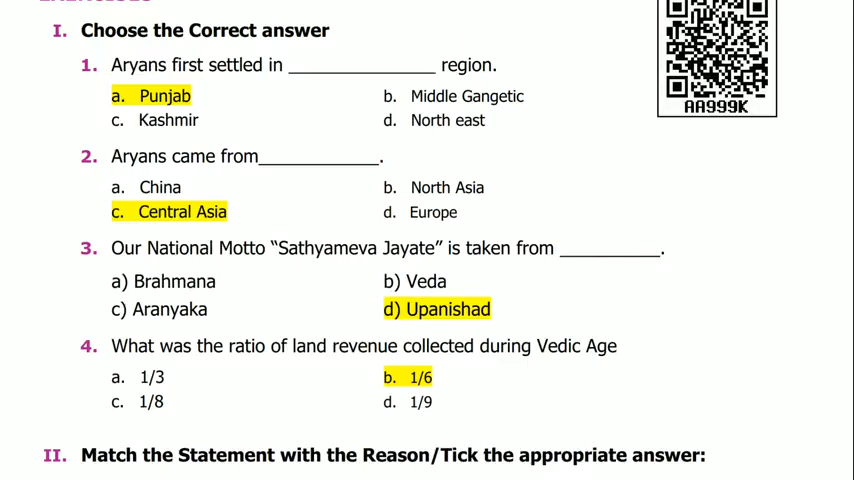 I. Choose the Correct answer
1. Aryans first settled in _______________ region.
a. Punjab b. Middle Gangetic
c. Kashmir d. North east
AA999K
2. Aryans came from_____________.
a. China b. North Asia
c. Central Asia d. Europe
3. Our National Motto “Sathyameva Jayate” is taken from __________.
a) Brahmana b) Veda
c) Aranyaka d) Upanishad
4. What was the ratio of land revenue collected during Vedic Age
a. 1/3 b. 1/6
c. 1/8 d. 1/9
II. Match the Statement with the Reason/Tick the appropriate answer: